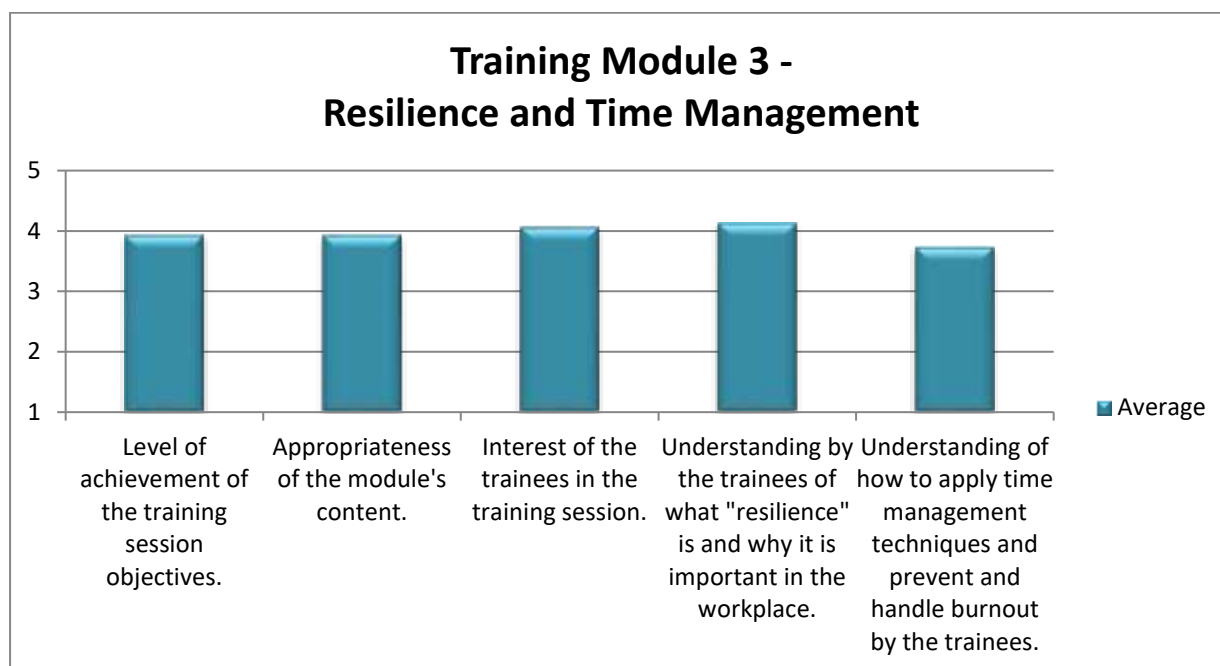 Training Module 3 -
Resilience and Time Management
5
4
3
2
1
Level of
achievement of
the training
session
objectives.
Appropriateness
of the module's
content.
Interest of the
trainees in the
training session.
Understanding by
the trainees of
what "resilience"
is and why it is
important in the
workplace.
Understanding of
how to apply time
management
techniques and
prevent and
handle burnout
by the trainees.
Average